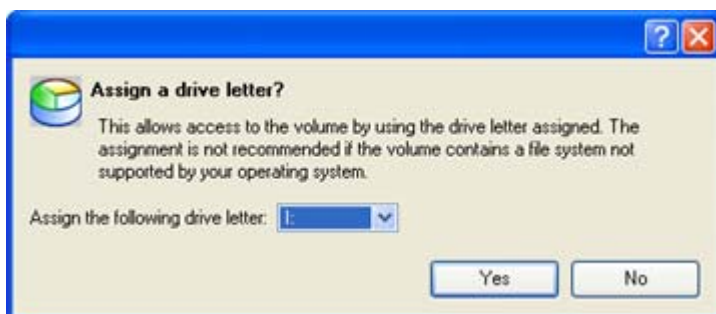 Assign a drive letter?
This allows access to the volume by using the drive letter assigned. The
assignment is not recommended if the volume contains a file system not
supported by your operating system.
Assign the following drive letter: I:
Yes No